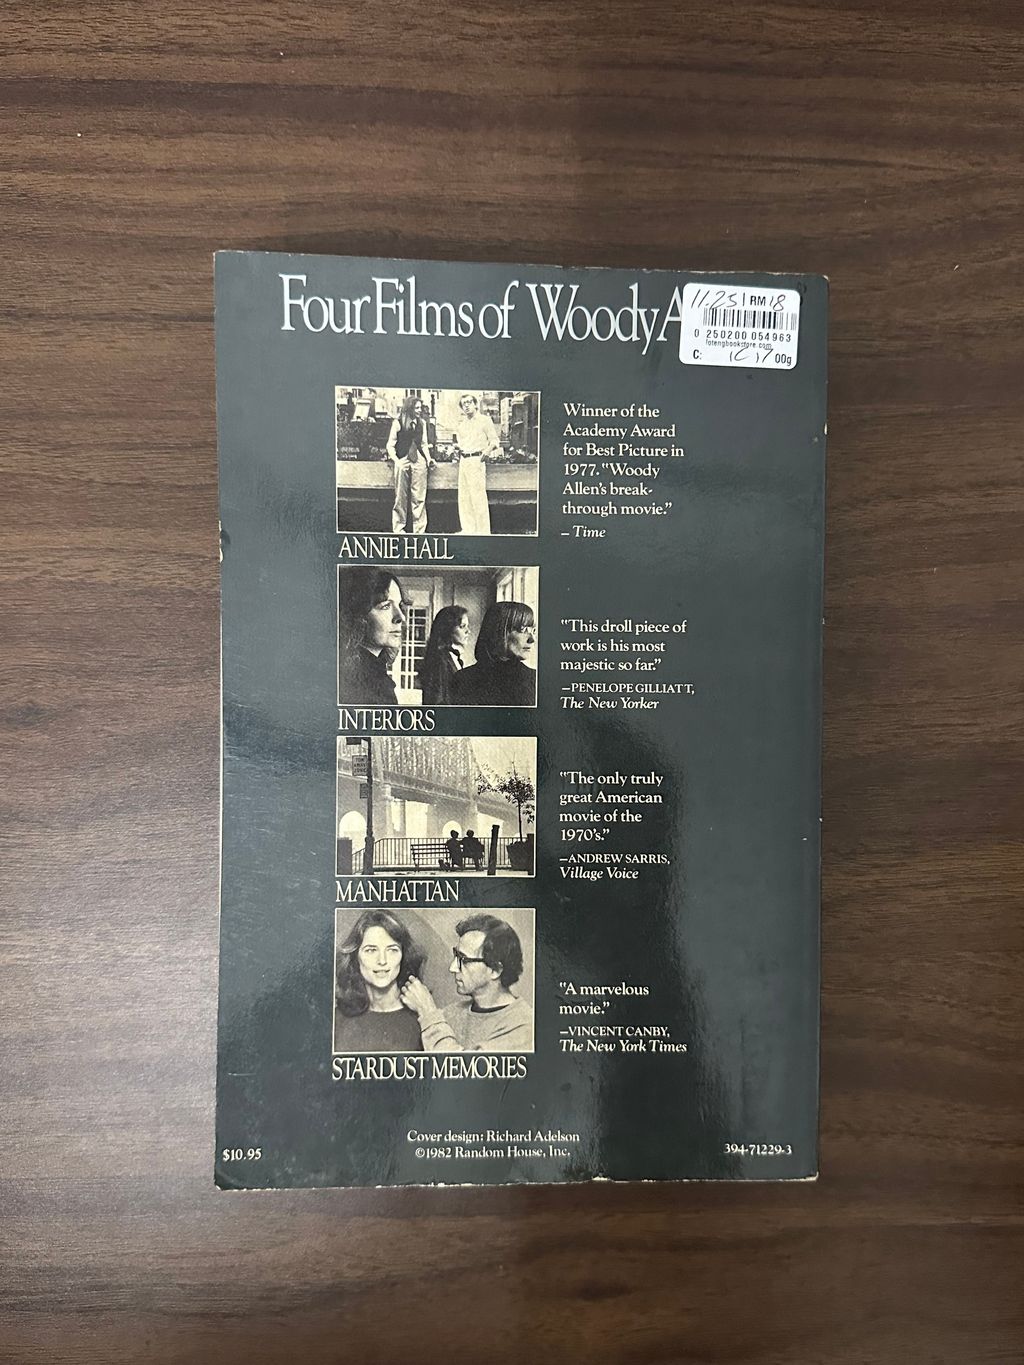 Four Films of Woody A
11.23 | RM 18
0 250200 054963
fatengbookstore.com
C: 00g
ANNIE HALL
Winner of the
Academy Award
for Best Picture in
1977. "Woody
Allen's break-
through movie."
– Time
INTERIORS
"This droll piece of
work is his most
majestic so far."
—PENELOPE GILLIATT,
The New Yorker
MANHATTAN
"The only truly
great American
movie of the
1970's."
—ANDREW SARRIS,
Village Voice
STARDUST MEMORIES
"A marvelous
movie."
—VINCENT CANBY,
The New York Times
$10.95
Cover design: Richard Adelson
©1982 Random House, Inc.
394-71229-3